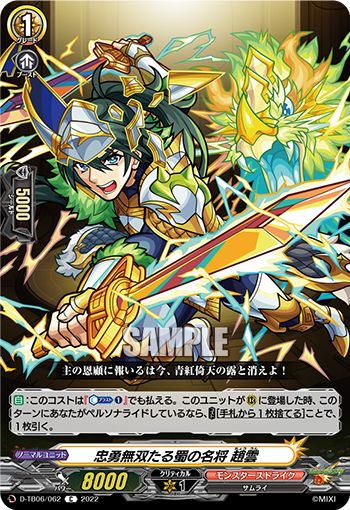 1
グレード
ブースト
5000
シールド
SAMPLE
主の恩顧に報いるは今、青紅倚天の露と消えよ！
自：このコストは【ブラスト1】でも払える。このユニットがRに登場した時、この
ターンにあなたがペルソナライドしているなら、【手札から1枚捨てる】ことで、
1枚引く。
ノーマルユニット
忠勇無双たる蜀の名将 趙雲
パワー 8000
クリティカル
1
モンスターストライク
サムライ
D-TB06/062 C 2022
©MIXI